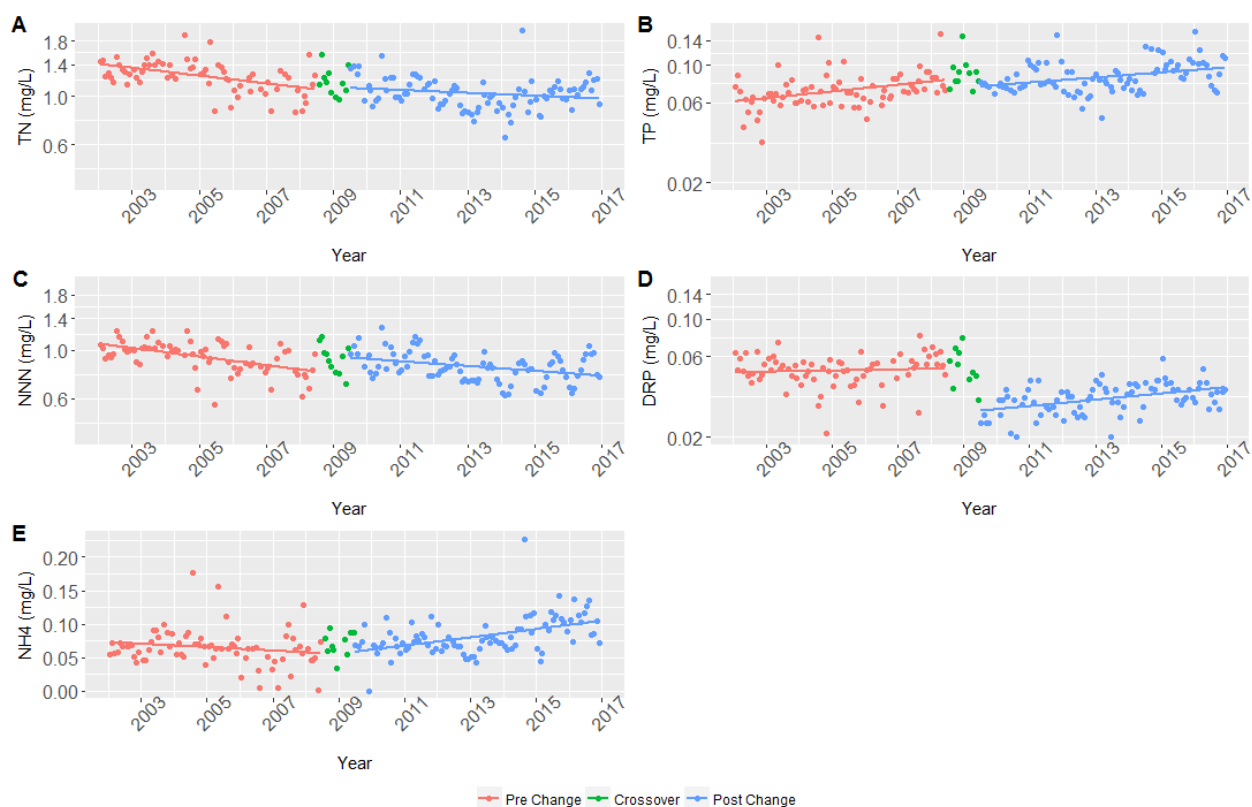 A
TN (mg/L)
1.8
1.4
1.0
0.6
2003 2005 2007 2009 2011 2013 2015 2017
Year
B
TP (mg/L)
0.14
0.10
0.06
0.02
2003 2005 2007 2009 2011 2013 2015 2017
Year
C
NNN (mg/L)
1.8
1.4
1.0
0.6
2003 2005 2007 2009 2011 2013 2015 2017
Year
D
DRP (mg/L)
0.14
0.10
0.06
0.02
2003 2005 2007 2009 2011 2013 2015 2017
Year
E
NH4 (mg/L)
0.20
0.15
0.10
0.05
0.00
2003 2005 2007 2009 2011 2013 2015 2017
Year
Pre Change Crossover Post Change